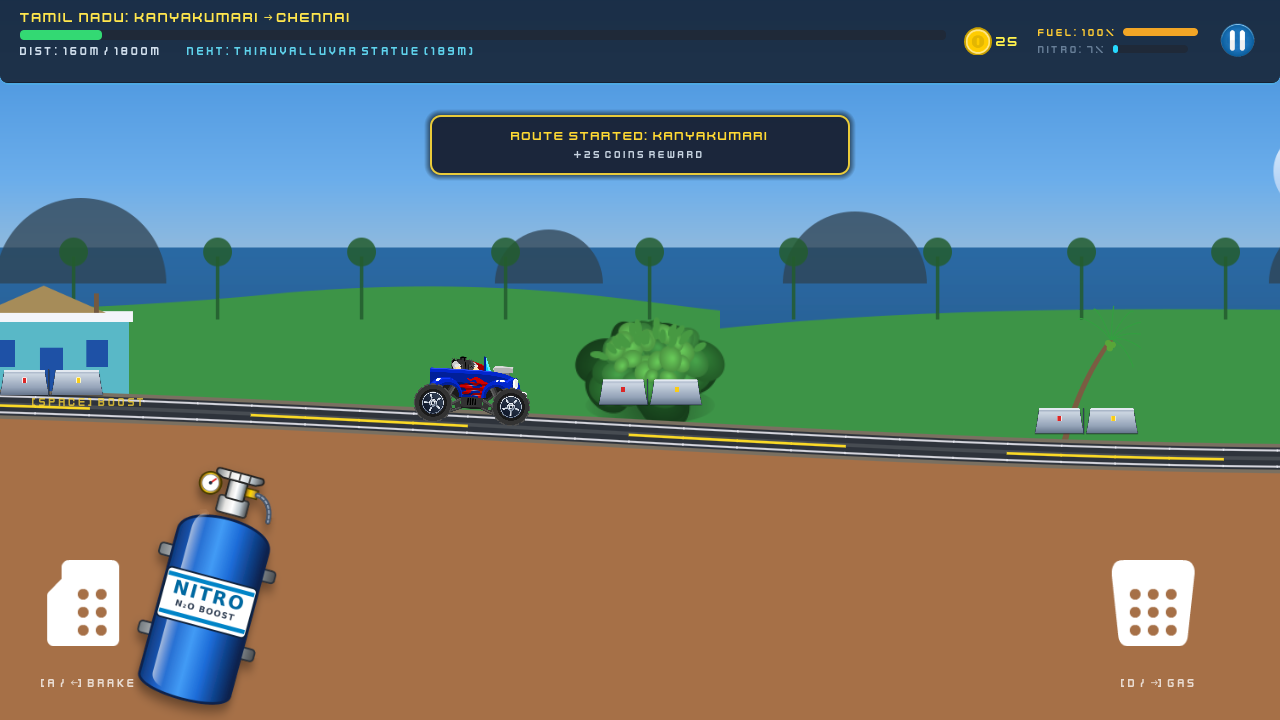 TAMIL NADU: KANYAKUMARI → CHENNAI
DIST: 160M / 1800M
NEXT: THIRUVALLUVAR STATUE (189M)
25
FUEL: 100%
NITRO: 7%
ROUTE STARTED: KANYAKUMARI
+25 COINS REWARD
[SPACE] BOOST
NITRO
N₂O BOOST
[A / ←] BRAKE
[D / →] GAS